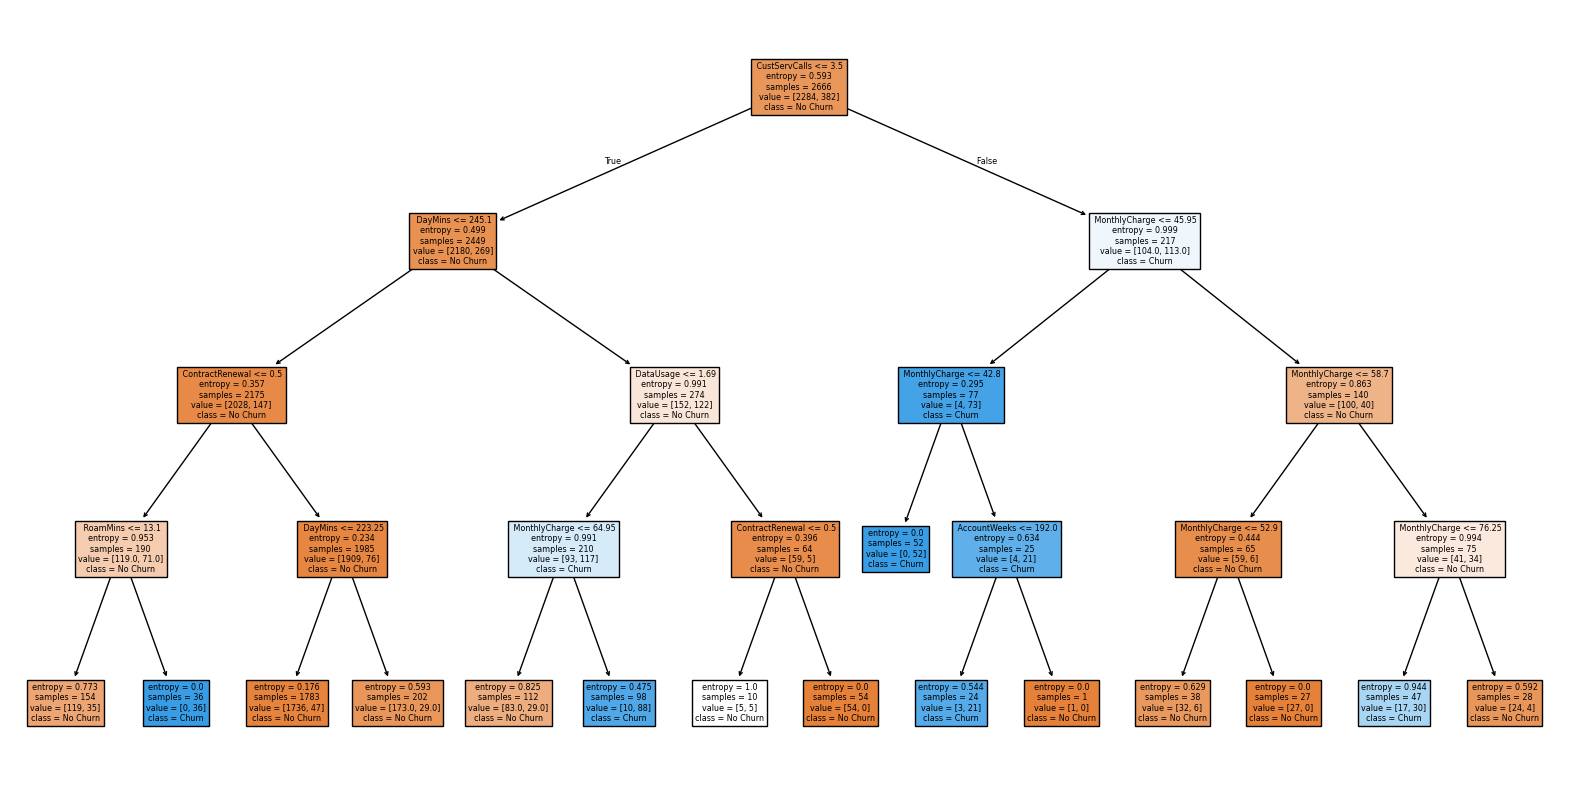 CustServCalls <= 3.5
entropy = 0.593
samples = 2666
value = [2284, 382]
class = No Churn
True
False
DayMins <= 245.1
entropy = 0.499
samples = 2449
value = [2180, 269]
class = No Churn
MonthlyCharge <= 45.95
entropy = 0.999
samples = 217
value = [104.0, 113.0]
class = Churn
ContractRenewal <= 0.5
entropy = 0.357
samples = 2175
value = [2028, 147]
class = No Churn
DataUsage <= 1.69
entropy = 0.991
samples = 274
value = [152, 122]
class = No Churn
MonthlyCharge <= 42.8
entropy = 0.295
samples = 77
value = [4, 73]
class = Churn
MonthlyCharge <= 58.7
entropy = 0.863
samples = 140
value = [100, 40]
class = No Churn
RoamMins <= 13.1
entropy = 0.953
samples = 190
value = [119.0, 71.0]
class = No Churn
DayMins <= 223.25
entropy = 0.234
samples = 1985
value = [1909, 76]
class = No Churn
MonthlyCharge <= 64.95
entropy = 0.991
samples = 210
value = [93, 117]
class = Churn
ContractRenewal <= 0.5
entropy = 0.396
samples = 64
value = [59, 5]
class = No Churn
entropy = 0.0
samples = 52
value = [0, 52]
class = Churn
AccountWeeks <= 192.0
entropy = 0.634
samples = 25
value = [4, 21]
class = Churn
MonthlyCharge <= 52.9
entropy = 0.444
samples = 65
value = [59, 6]
class = No Churn
MonthlyCharge <= 76.25
entropy = 0.994
samples = 75
value = [41, 34]
class = No Churn
entropy = 0.773
samples = 154
value = [119, 35]
class = No Churn
entropy = 0.0
samples = 36
value = [0, 36]
class = Churn
entropy = 0.176
samples = 1783
value = [1736, 47]
class = No Churn
entropy = 0.593
samples = 202
value = [173.0, 29.0]
class = No Churn
entropy = 0.825
samples = 112
value = [83.0, 29.0]
class = No Churn
entropy = 0.475
samples = 98
value = [10, 88]
class = Churn
entropy = 1.0
samples = 10
value = [5, 5]
class = No Churn
entropy = 0.0
samples = 54
value = [54, 0]
class = No Churn
entropy = 0.544
samples = 24
value = [3, 21]
class = Churn
entropy = 0.0
samples = 1
value = [1, 0]
class = No Churn
entropy = 0.629
samples = 38
value = [32, 6]
class = No Churn
entropy = 0.0
samples = 27
value = [27, 0]
class = No Churn
entropy = 0.944
samples = 47
value = [17, 30]
class = Churn
entropy = 0.592
samples = 28
value = [24, 4]
class = No Churn